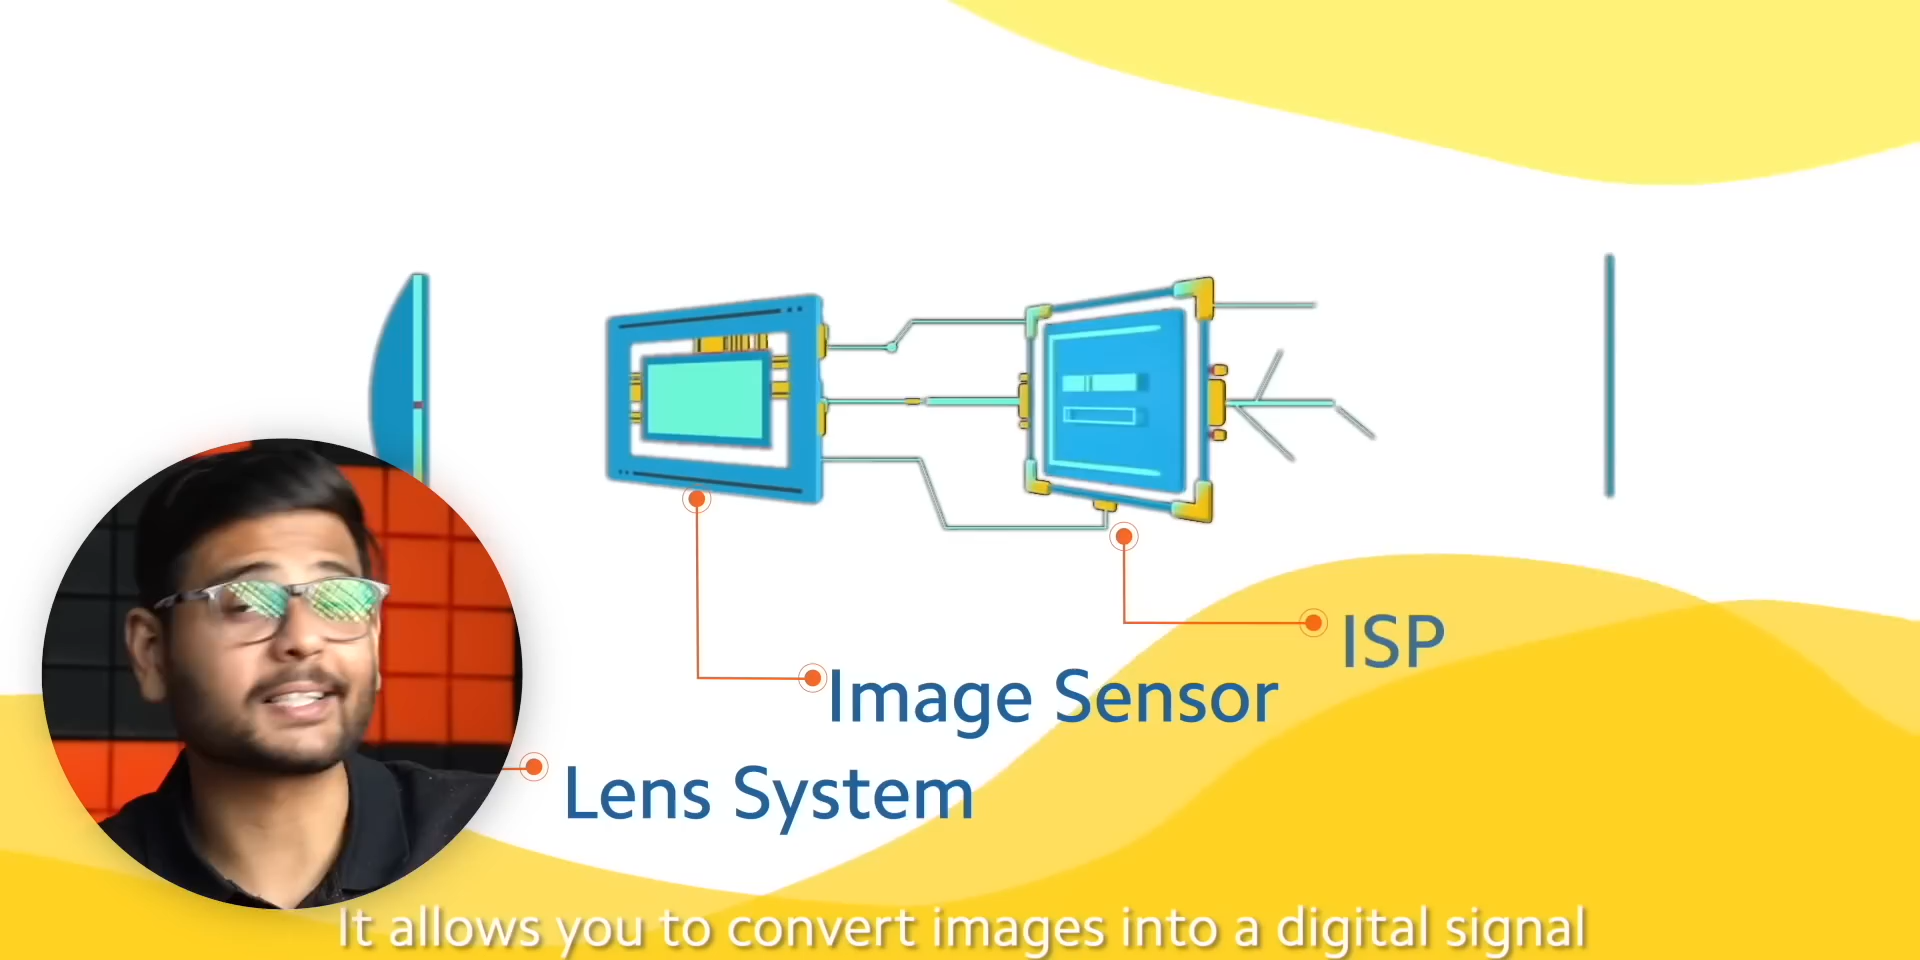 ISP
Image Sensor
Lens System
It allows you to convert images into a digital signal